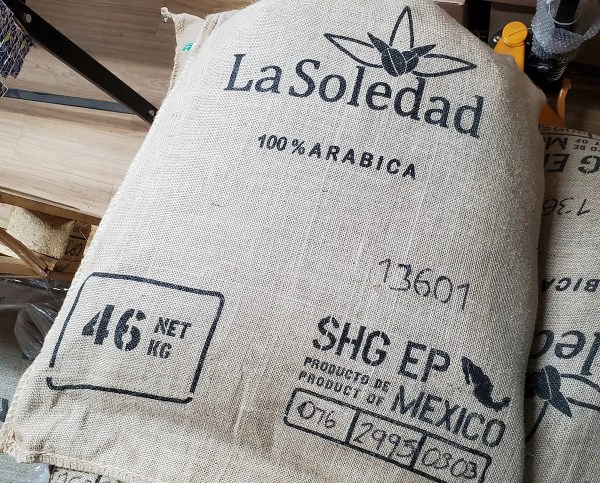 La Soledad
100% ARABICA
13601
46 NET KG
SHG EP
PRODUCTO DE
PRODUCT OF
MEXICO
076 2995 0303